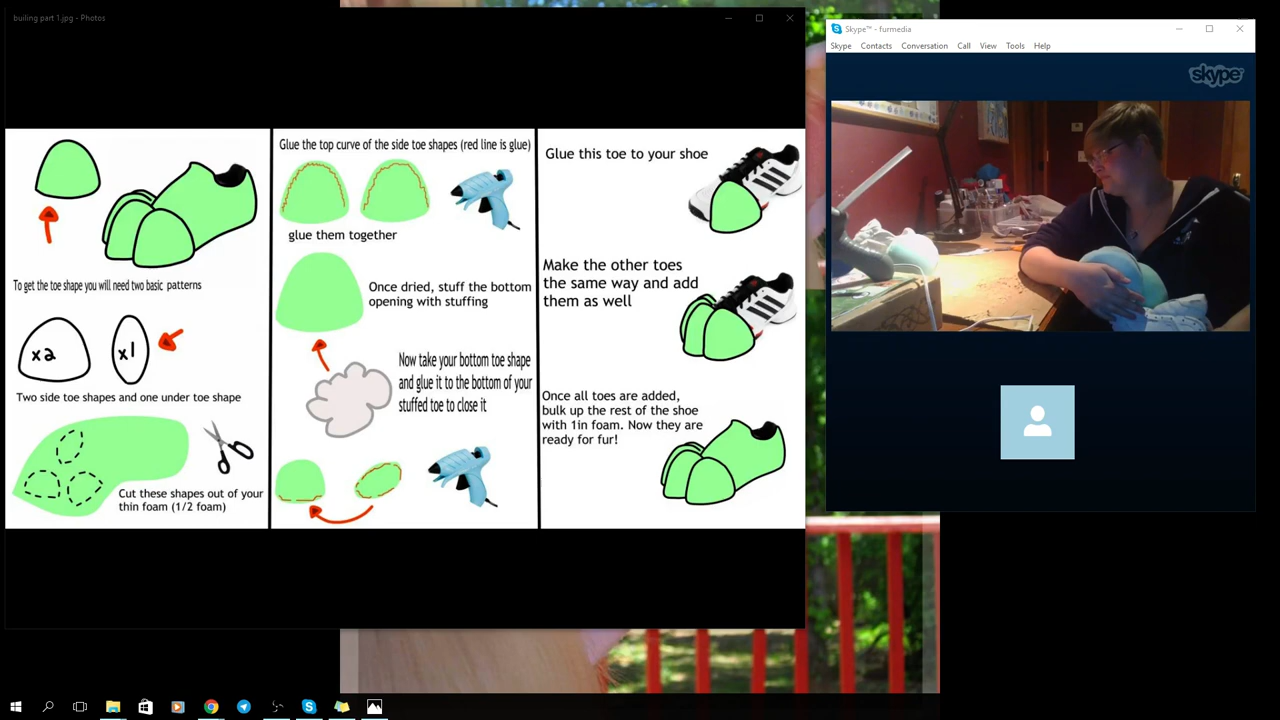 builing part 1.jpg - Photos
To get the toe shape you will need two basic patterns
x2
x1
Two side toe shapes and one under toe shape
Cut these shapes out of your
thin foam (1/2 foam)
Glue the top curve of the side toe shapes (red line is glue)
glue them together
Once dried, stuff the bottom
opening with stuffing
Now take your bottom toe shape
and glue it to the bottom of your
stuffed toe to close it
Glue this toe to your shoe
Make the other toes
the same way and add
them as well
Once all toes are added,
bulk up the rest of the shoe
with 1in foam. Now they are
ready for fur!
Skype™ - furmedia
Skype Contacts Conversation Call View Tools Help
skype